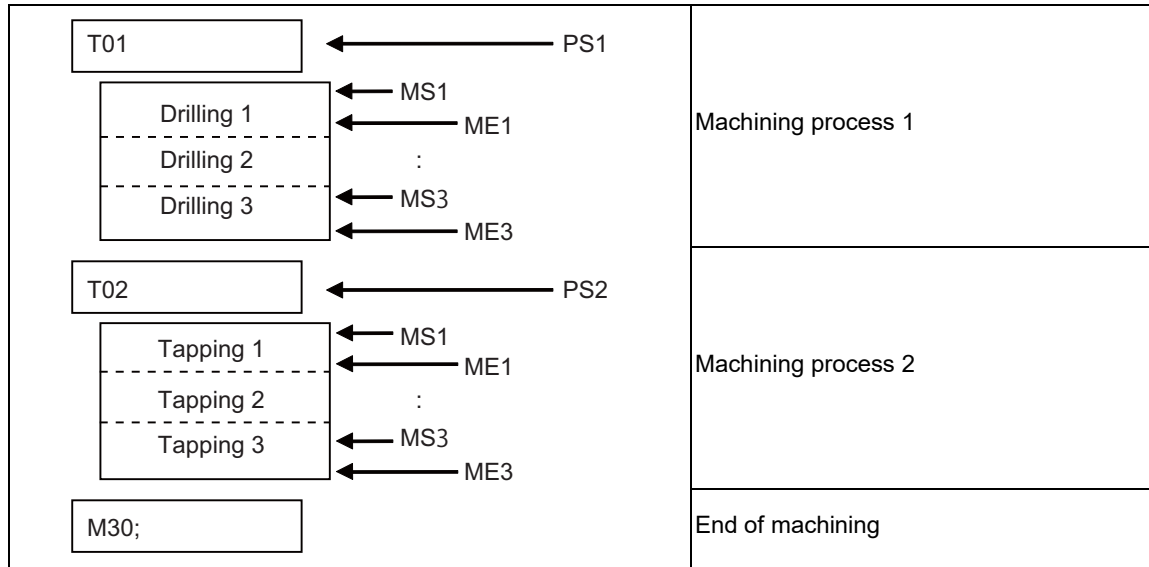 T01
PS1
MS1
Drilling 1
ME1
Machining process 1
Drilling 2
:
MS3
Drilling 3
ME3
T02
PS2
MS1
Tapping 1
ME1
Machining process 2
Tapping 2
:
MS3
Tapping 3
ME3
M30;
End of machining